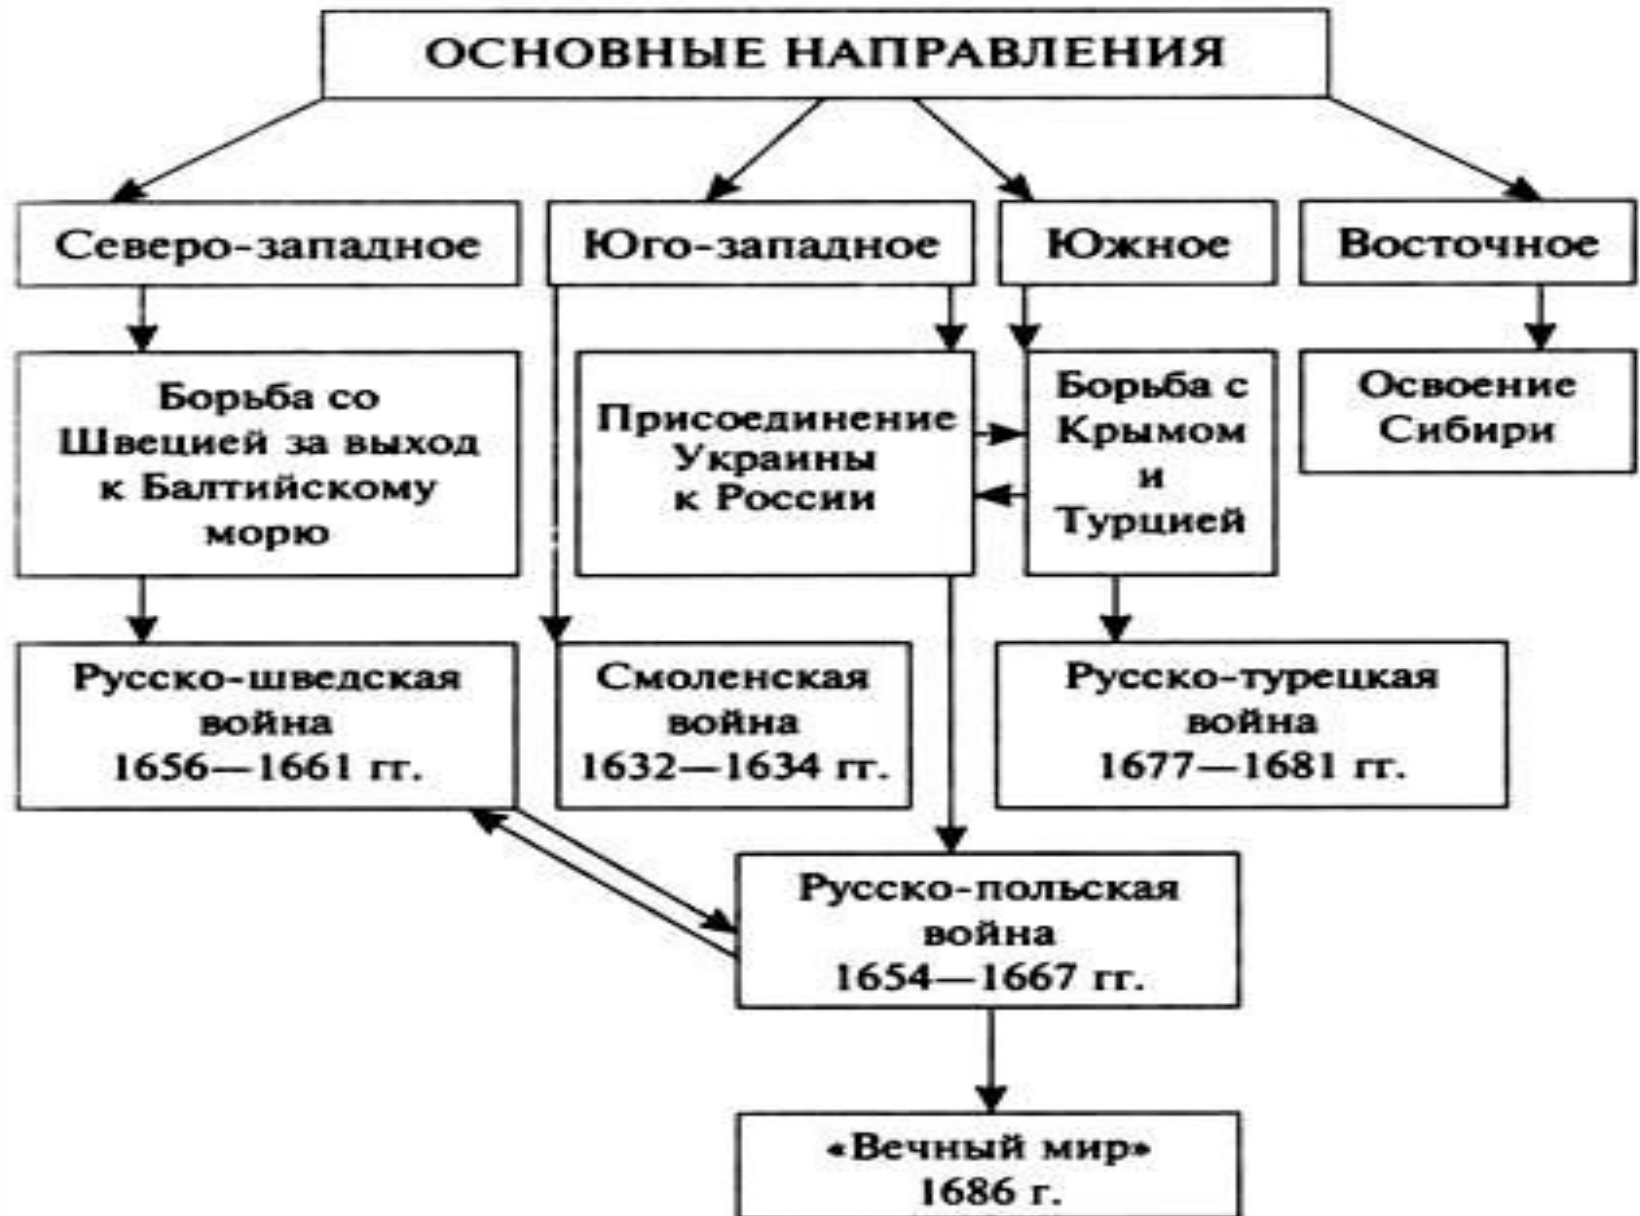 ОСНОВНЫЕ НАПРАВЛЕНИЯ
Северо-западное
Юго-западное
Южное
Восточное
Борьба со
Швецией за выход
к Балтийскому
морю
Присоединение
Украины
к России
Борьба с
Крымом
и
Турцией
Освоение
Сибири
Русско-шведская
война
1656—1661 гг.
Смоленская
война
1632—1634 гг.
Русско-турецкая
война
1677—1681 гг.
Русско-польская
война
1654—1667 гг.
«Вечный мир»
1686 г.